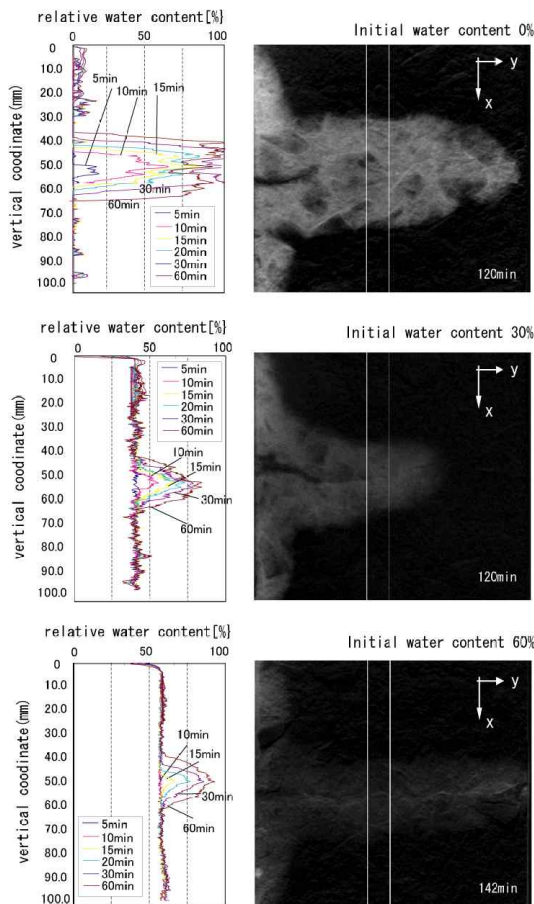 relative water content[%]
0 50 100
0
10.0
20.0
30.0
40.0
50.0
60.0
70.0
80.0
90.0
100.0
vertical coodinate(mm)
5min
10min
15min
30min
60min
5min
10min
15min
20min
30min
60min
Initial water content 0%
y
x
120min
relative water content[%]
0 50 100
0
10.0
20.0
30.0
40.0
50.0
60.0
70.0
80.0
90.0
100.0
vertical coordinate(mm)
5min
10min
15min
20min
30min
60min
10min
15min
30min
60min
Initial water content 30%
y
x
120min
relative water content[%]
0 50 100
0
10.0
20.0
30.0
40.0
50.0
60.0
70.0
80.0
90.0
100.0
vertical coordinate(mm)
10min
15min
30min
60min
5min
10min
15min
20min
30min
60min
Initial water content 60%
y
x
142min